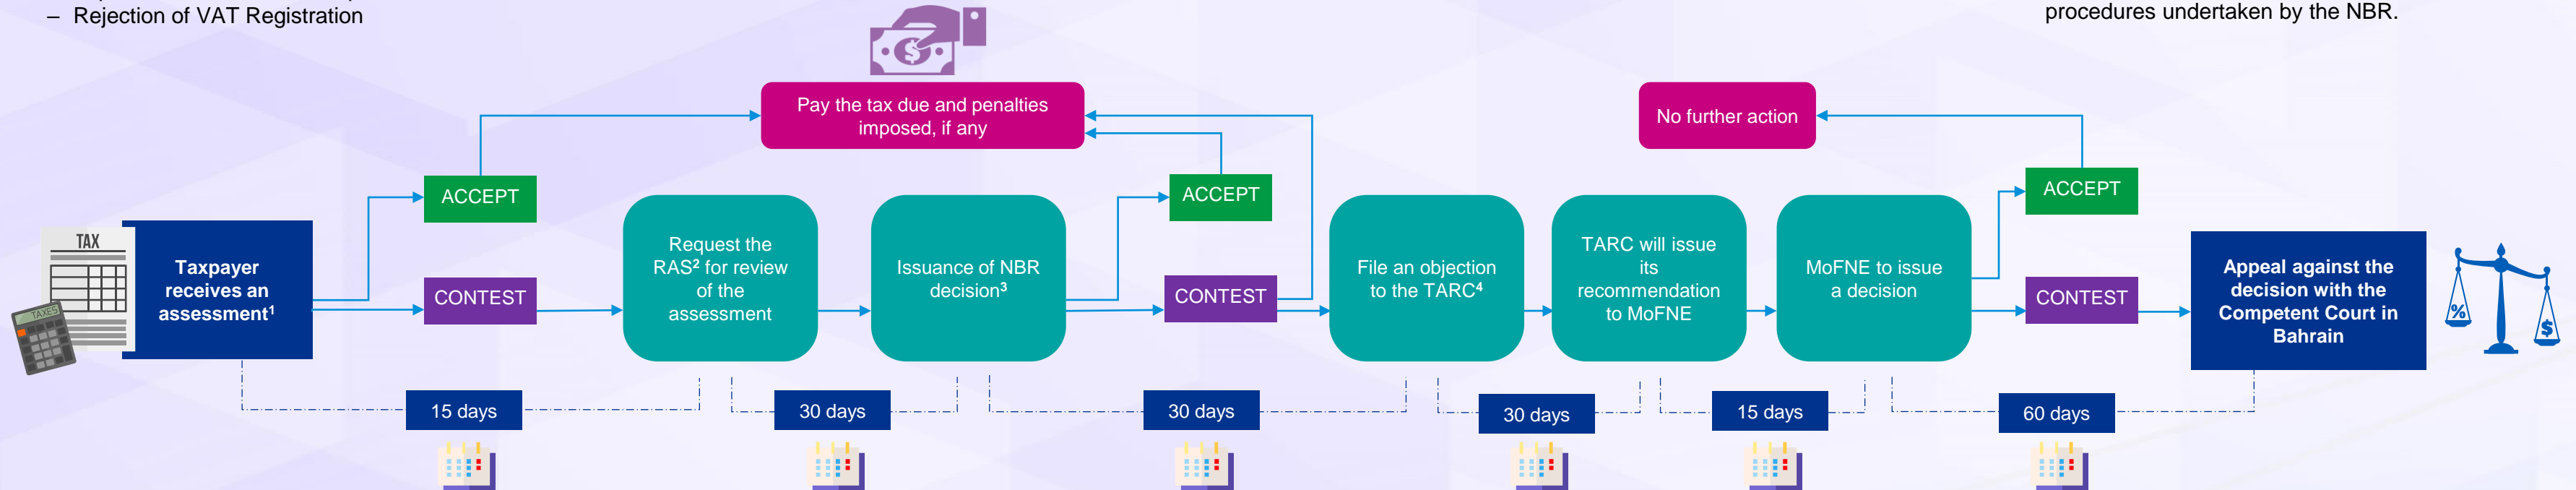 – Rejection of VAT Registration
procedures undertaken by the NBR.
Pay the tax due and penalties
imposed, if any
No further action
ACCEPT
ACCEPT
ACCEPT
TAX
TAXES
Taxpayer
receives an
assessment¹
CONTEST
Request the
RAS² for review
of the
assessment
Issuance of NBR
decision³
CONTEST
File an objection
to the TARC⁴
TARC will issue
its
recommendation
to MoFNE
MoFNE to issue
a decision
CONTEST
Appeal against the
decision with the
Competent Court in
Bahrain
%
$
15 days
30 days
30 days
30 days
15 days
60 days